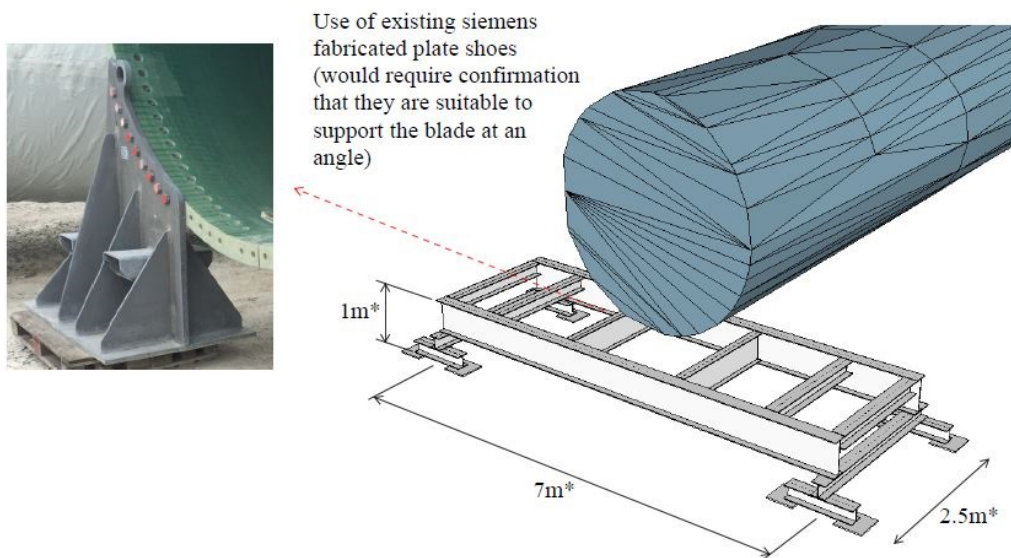 Use of existing siemens
fabricated plate shoes
(would require confirmation
that they are suitable to
support the blade at an
angle)
1m*
7m*
2.5m*